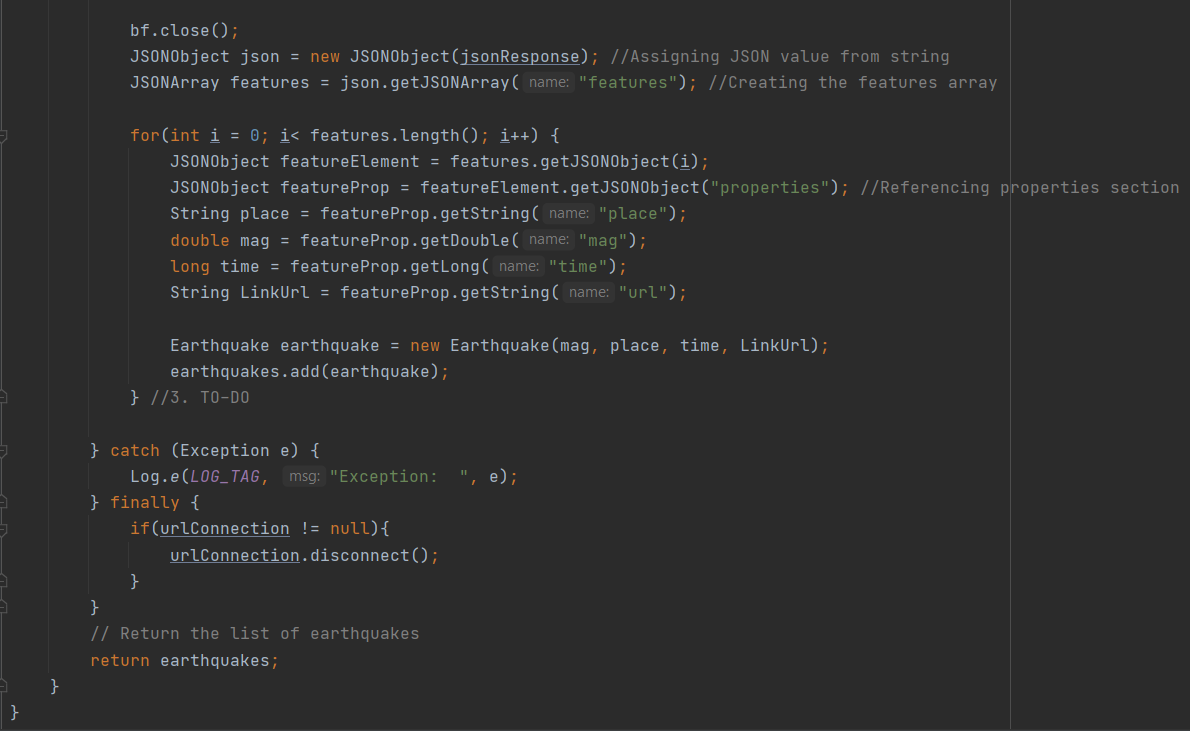 bf.close();
JSONObject json = new JSONObject(jsonResponse); //Assigning JSON value from string
JSONArray features = json.getJSONArray( name: "features"); //Creating the features array
for(int i = 0; i< features.length(); i++) {
JSONObject featureElement = features.getJSONObject(i);
JSONObject featureProp = featureElement.getJSONObject("properties"); //Referencing properties section
String place = featureProp.getString( name: "place");
double mag = featureProp.getDouble( name: "mag");
long time = featureProp.getLong( name: "time");
String LinkUrl = featureProp.getString( name: "url");
Earthquake earthquake = new Earthquake(mag, place, time, LinkUrl);
earthquakes.add(earthquake);
} //3. TO-DO
} catch (Exception e) {
Log.e(LOG_TAG, msg: "Exception:  ", e);
} finally {
if(urlConnection != null){
urlConnection.disconnect();
}
}
// Return the list of earthquakes
return earthquakes;
}
}